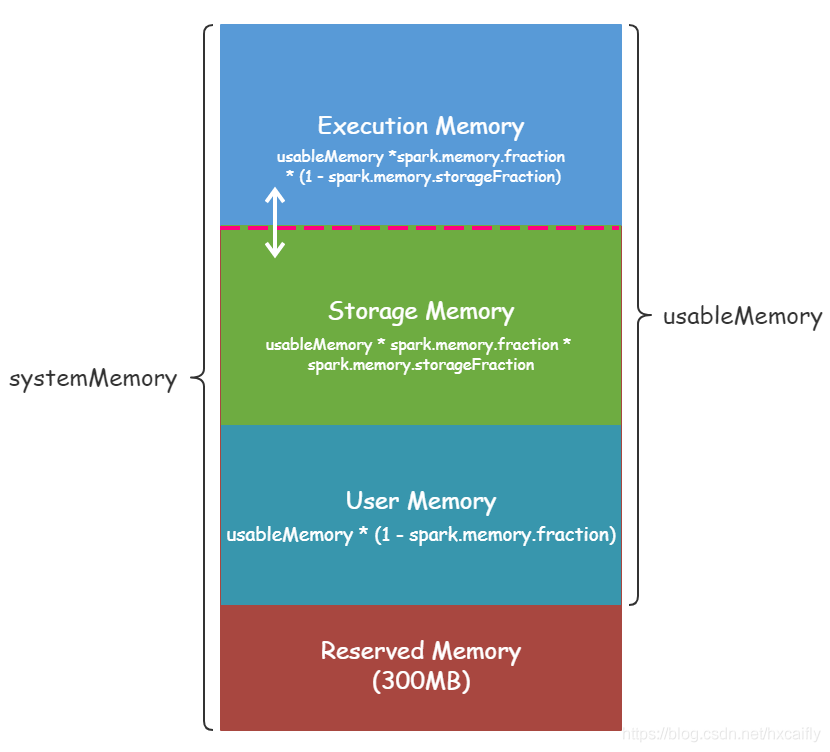 Execution Memory
usableMemory *spark.memory.fraction
* (1 - spark.memory.storageFraction)
Storage Memory
usableMemory * spark.memory.fraction *
spark.memory.storageFraction
usableMemory
systemMemory
User Memory
usableMemory * (1 - spark.memory.fraction)
Reserved Memory
(300MB)
https://blog.csdn.net/hxcaifly